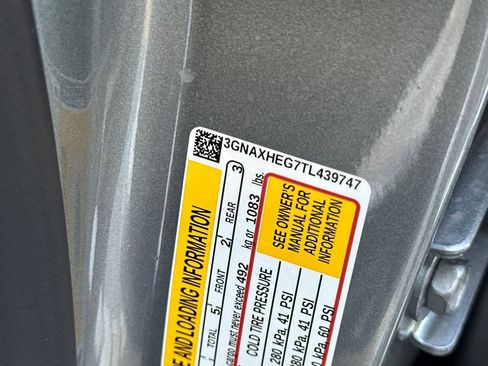 3GNAXHEG7TL439747
E AND LOADING INFORMATION
TOTAL 5 FRONT 2 REAR 3
cargo must never exceed 492 kg or 1083 lbs.
COLD TIRE PRESSURE
280 kPa, 41 PSI
280 kPa, 41 PSI
kPa, 60 PSI
SEE OWNER'S
MANUAL FOR
ADDITIONAL
INFORMATION